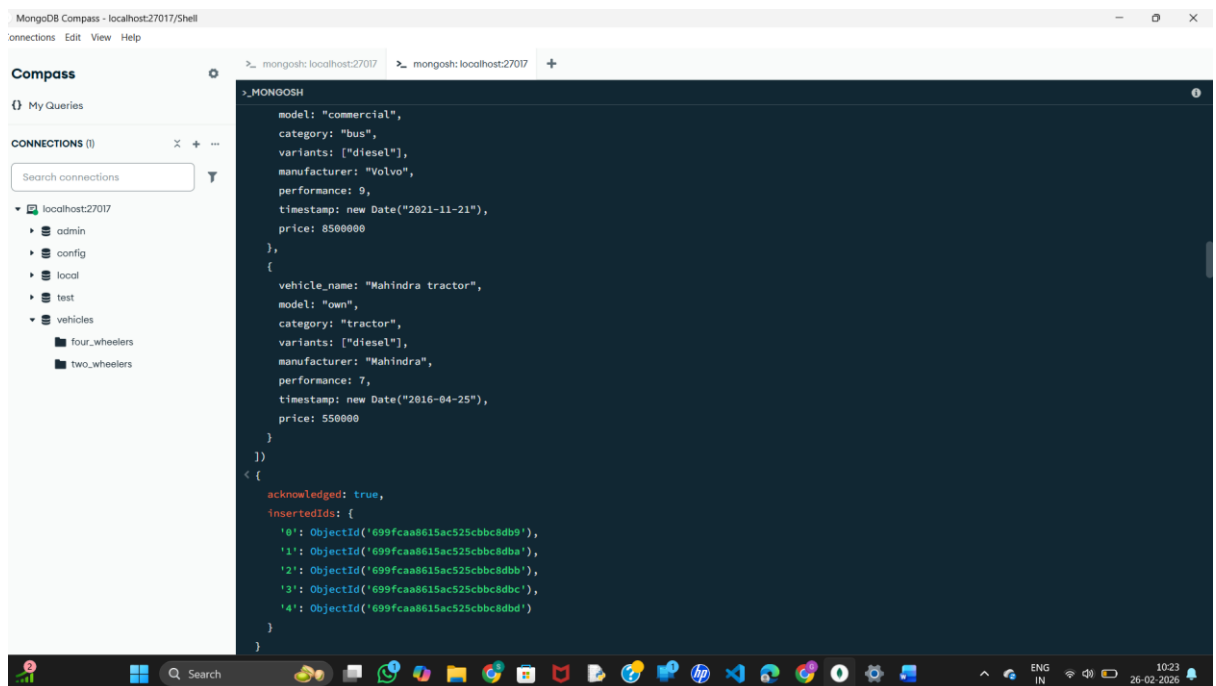 MongoDB Compass - localhost:27017/Shell
Connections Edit View Help
Compass
{} My Queries
CONNECTIONS (1)
Search connections
localhost:27017
admin
config
local
test
vehicles
four_wheelers
two_wheelers
>_ mongosh: localhost:27017 >_ mongosh: localhost:27017 +
>_MONGOSH
model: "commercial",
category: "bus",
variants: ["diesel"],
manufacturer: "Volvo",
performance: 9,
timestamp: new Date("2021-11-21"),
price: 8500000
},
{
vehicle_name: "Mahindra tractor",
model: "own",
category: "tractor",
variants: ["diesel"],
manufacturer: "Mahindra",
performance: 7,
timestamp: new Date("2016-04-25"),
price: 550000
}
])
< {
acknowledged: true,
insertedIds: {
'0': ObjectId('699fcaa8615ac525cbbc8db9'),
'1': ObjectId('699fcaa8615ac525cbbc8dba'),
'2': ObjectId('699fcaa8615ac525cbbc8dbb'),
'3': ObjectId('699fcaa8615ac525cbbc8dbc'),
'4': ObjectId('699fcaa8615ac525cbbc8dbd')
}
}
2
Search
1
hp
ENG
IN
10:23
26-02-2026